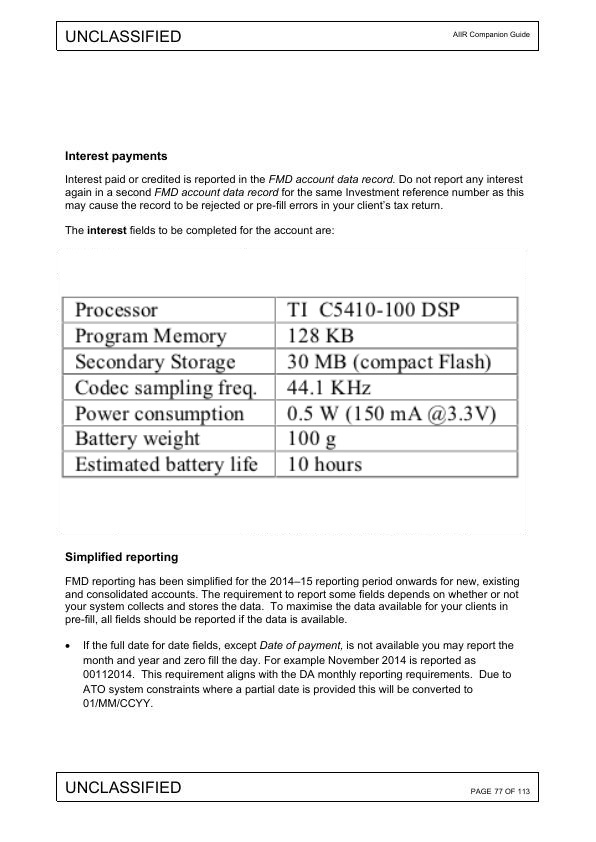 UNCLASSIFIED
AIIR Companion Guide
Interest payments
Interest paid or credited is reported in the FMD account data record. Do not report any interest
again in a second FMD account data record for the same Investment reference number as this
may cause the record to be rejected or pre-fill errors in your client's tax return.
The interest fields to be completed for the account are:
Processor TI C5410-100 DSP
Program Memory 128 KB
Secondary Storage 30 MB (compact Flash)
Codec sampling freq. 44.1 KHz
Power consumption 0.5 W (150 mA @3.3V)
Battery weight 100 g
Estimated battery life 10 hours
Simplified reporting
FMD reporting has been simplified for the 2014–15 reporting period onwards for new, existing
and consolidated accounts. The requirement to report some fields depends on whether or not
your system collects and stores the data.  To maximise the data available for your clients in
pre-fill, all fields should be reported if the data is available.
• If the full date for date fields, except Date of payment, is not available you may report the
month and year and zero fill the day. For example November 2014 is reported as
00112014.  This requirement aligns with the DA monthly reporting requirements.  Due to
ATO system constraints where a partial date is provided this will be converted to
01/MM/CCYY.
UNCLASSIFIED
PAGE 77 OF 113